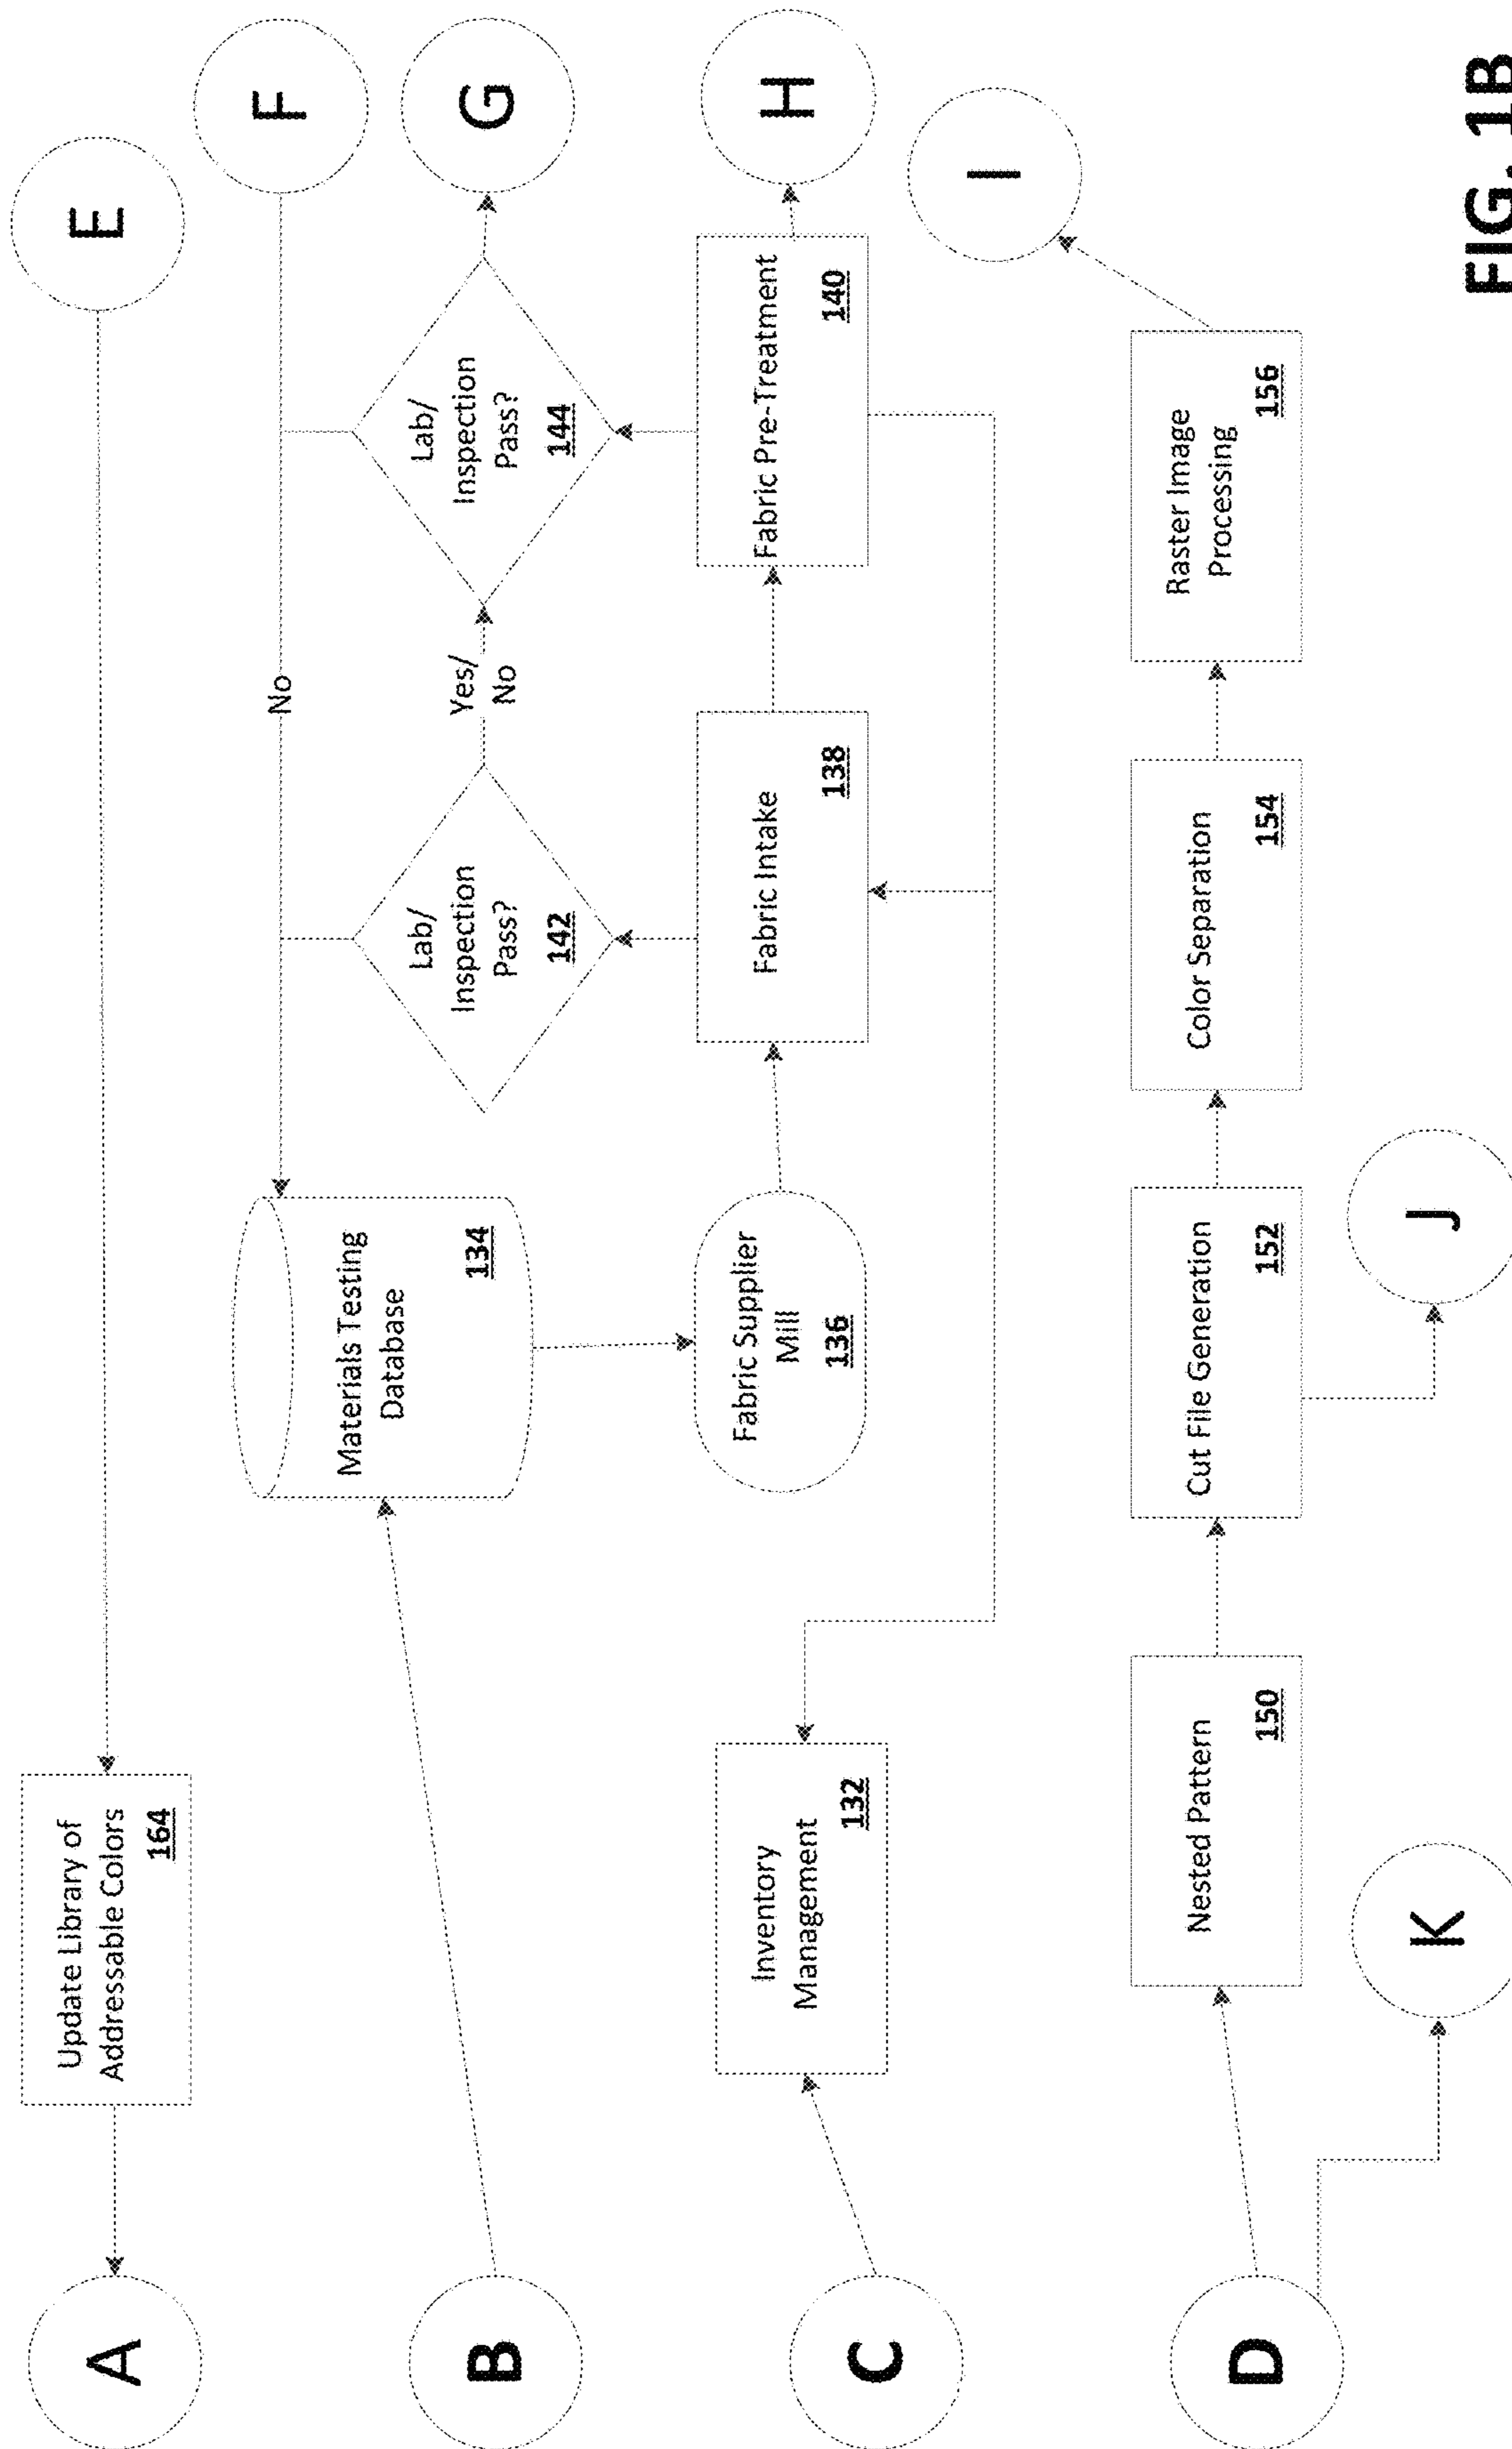 A
Update Library of
Addressable Colors
164
E
B
Materials Testing
Database
134
No
F
Lab/
Inspection
Pass?
142
Yes/
No
Lab/
Inspection
Pass?
144
G
C
Inventory
Management
132
Fabric Supplier
Mill
136
Fabric Intake
138
Fabric Pre-Treatment
140
H
D
Nested Pattern
150
Cut File Generation
152
Color Separation
154
Raster Image
Processing
156
I
K
J
FIG. 1B